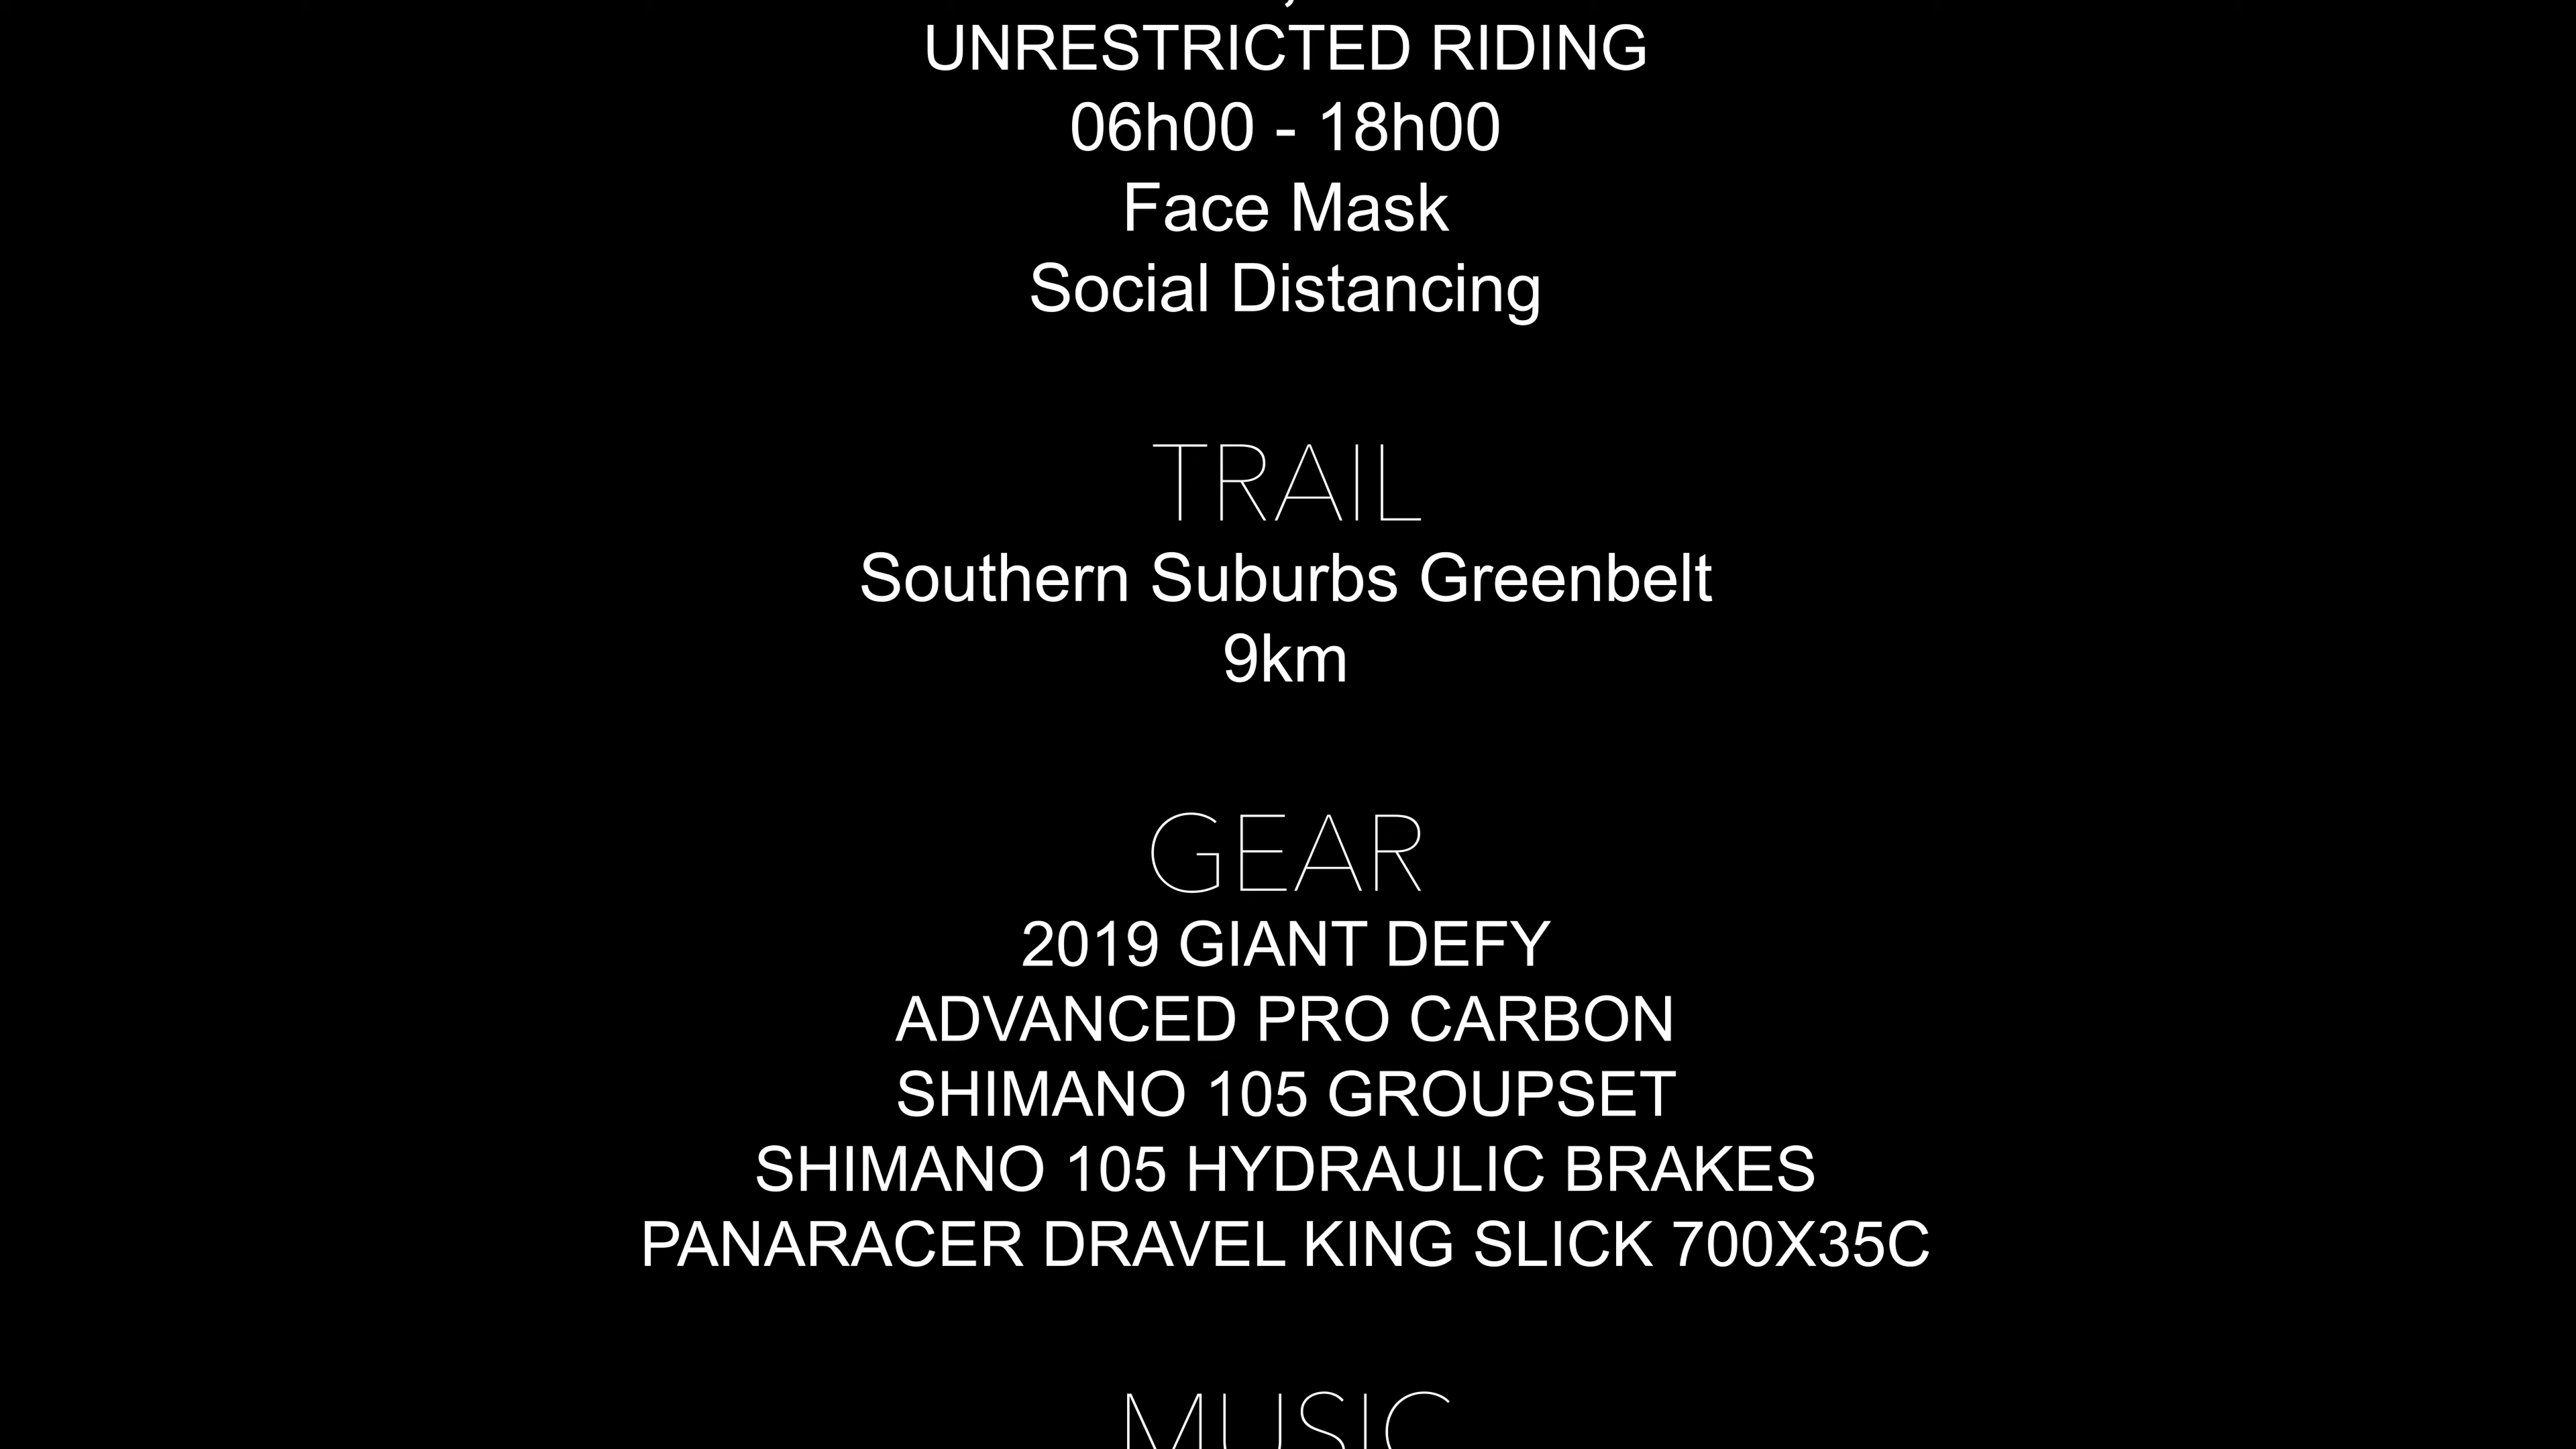 UNRESTRICTED RIDING
06h00 - 18h00
Face Mask
Social Distancing
TRAIL
Southern Suburbs Greenbelt
9km
GEAR
2019 GIANT DEFY
ADVANCED PRO CARBON
SHIMANO 105 GROUPSET
SHIMANO 105 HYDRAULIC BRAKES
PANARACER DRAVEL KING SLICK 700X35C
MUSIC